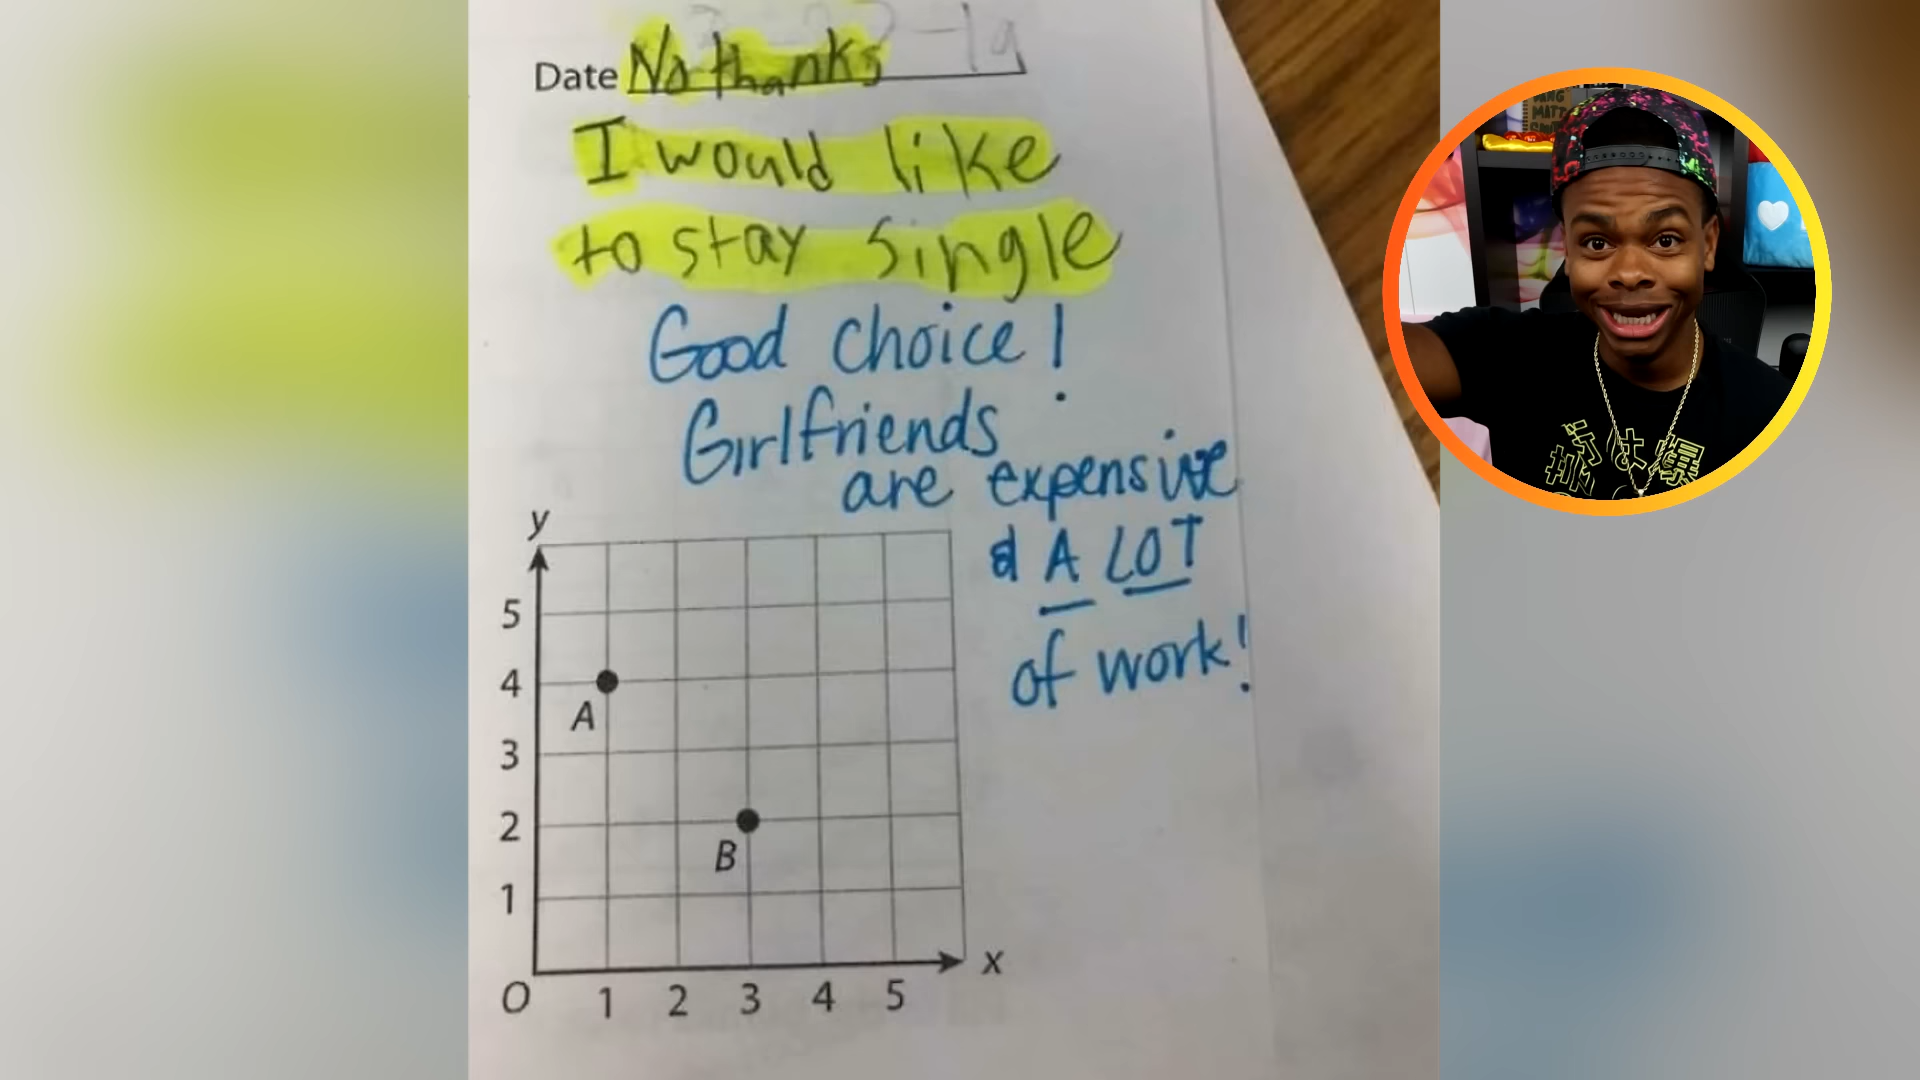 Date No thanks
I would like
to stay single
Good choice!
Girlfriends
are expensive
& A LOT
of work!
y
5
4
A
3
2
B
1
x
O 1 2 3 4 5